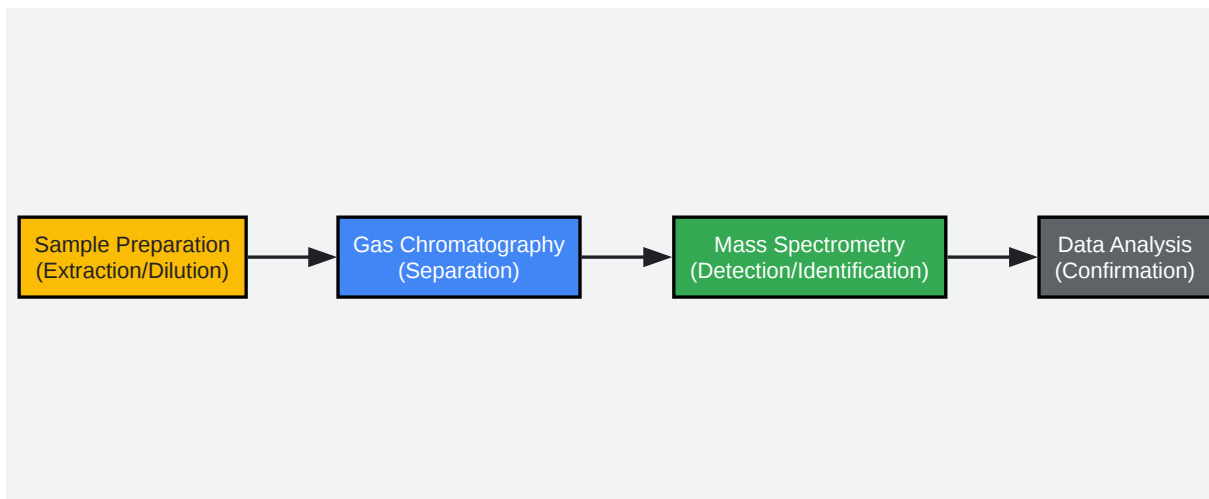 Sample Preparation
(Extraction/Dilution)
Gas Chromatography
(Separation)
Mass Spectrometry
(Detection/Identification)
Data Analysis
(Confirmation)